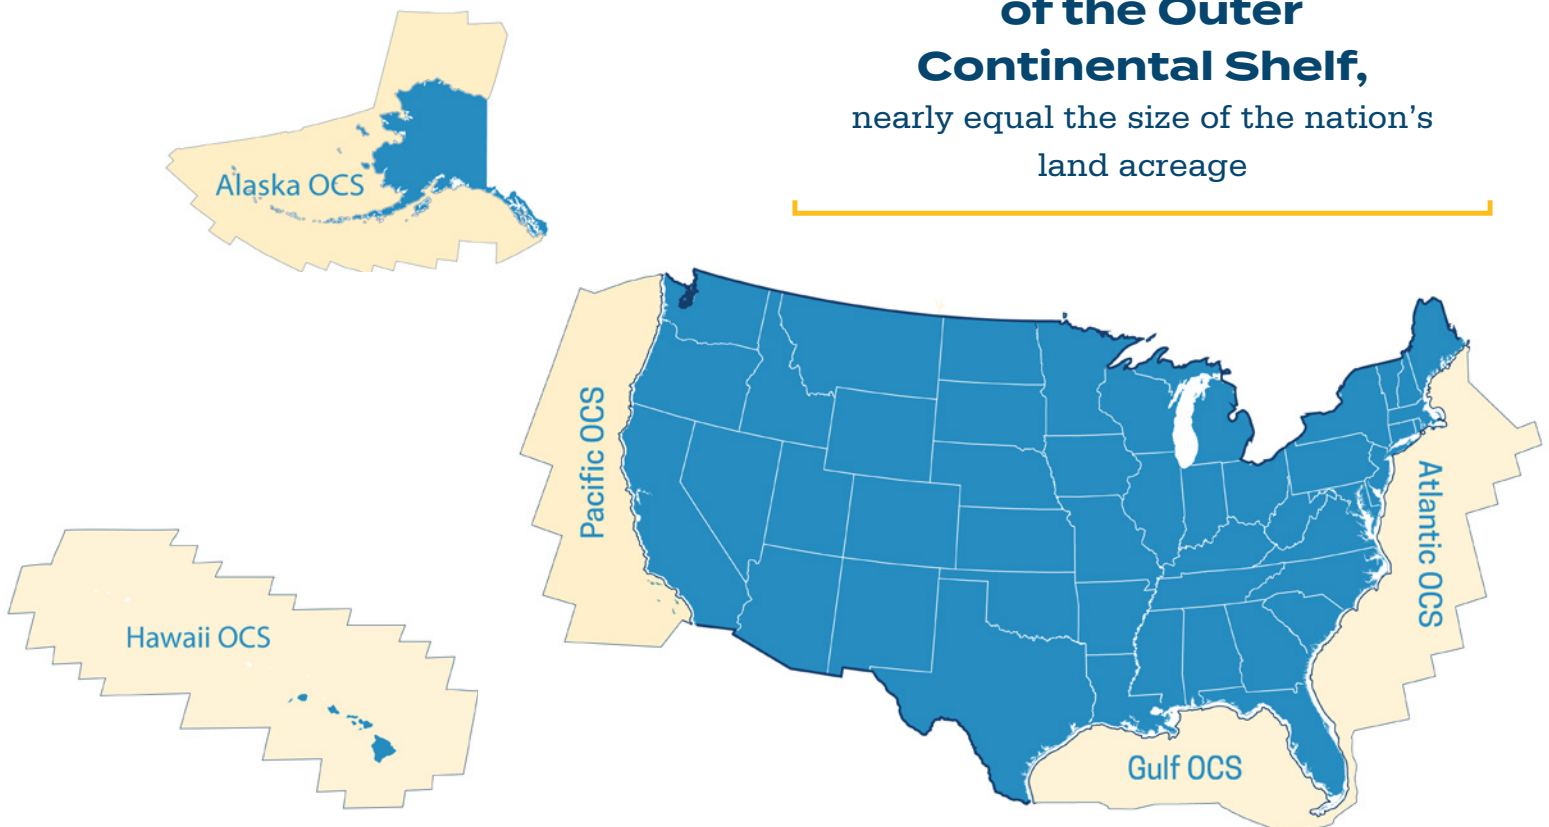 of the Outer
Continental Shelf,
nearly equal the size of the nation's
land acreage
Alaska OCS
Pacific OCS
Atlantic OCS
Hawaii OCS
Gulf OCS